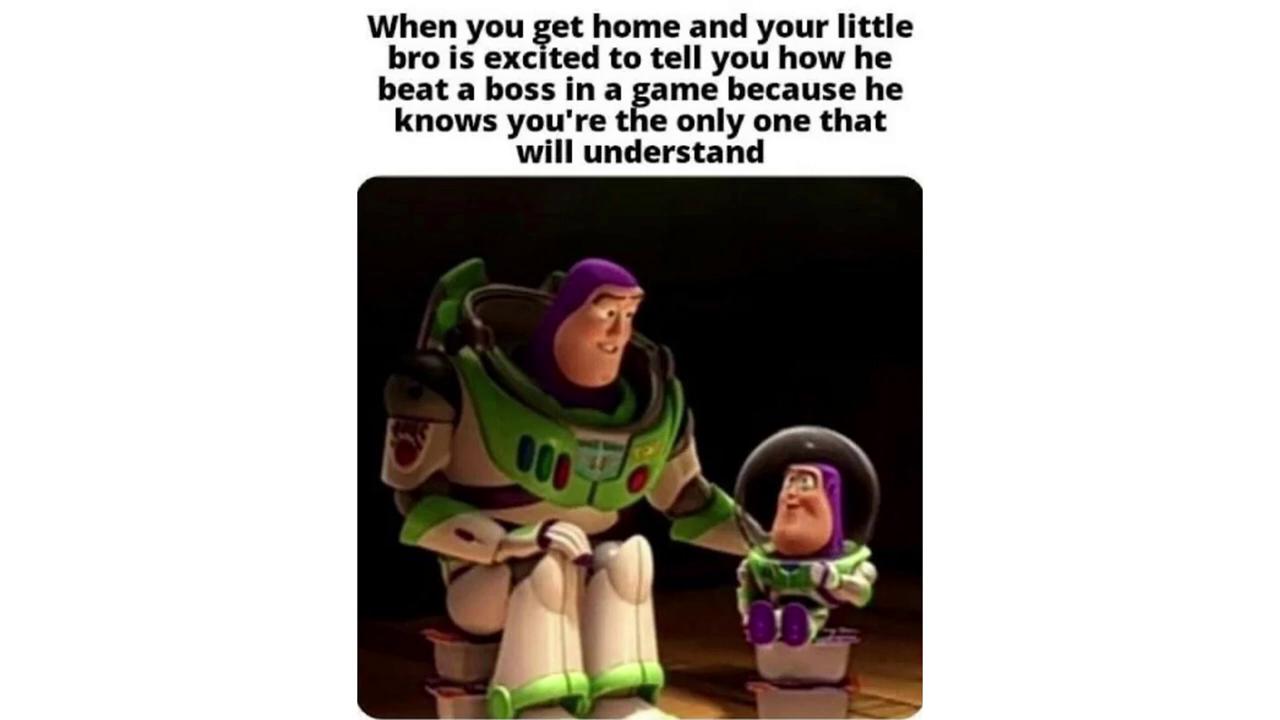 When you get home and your little
bro is excited to tell you how he
beat a boss in a game because he
knows you're the only one that
will understand